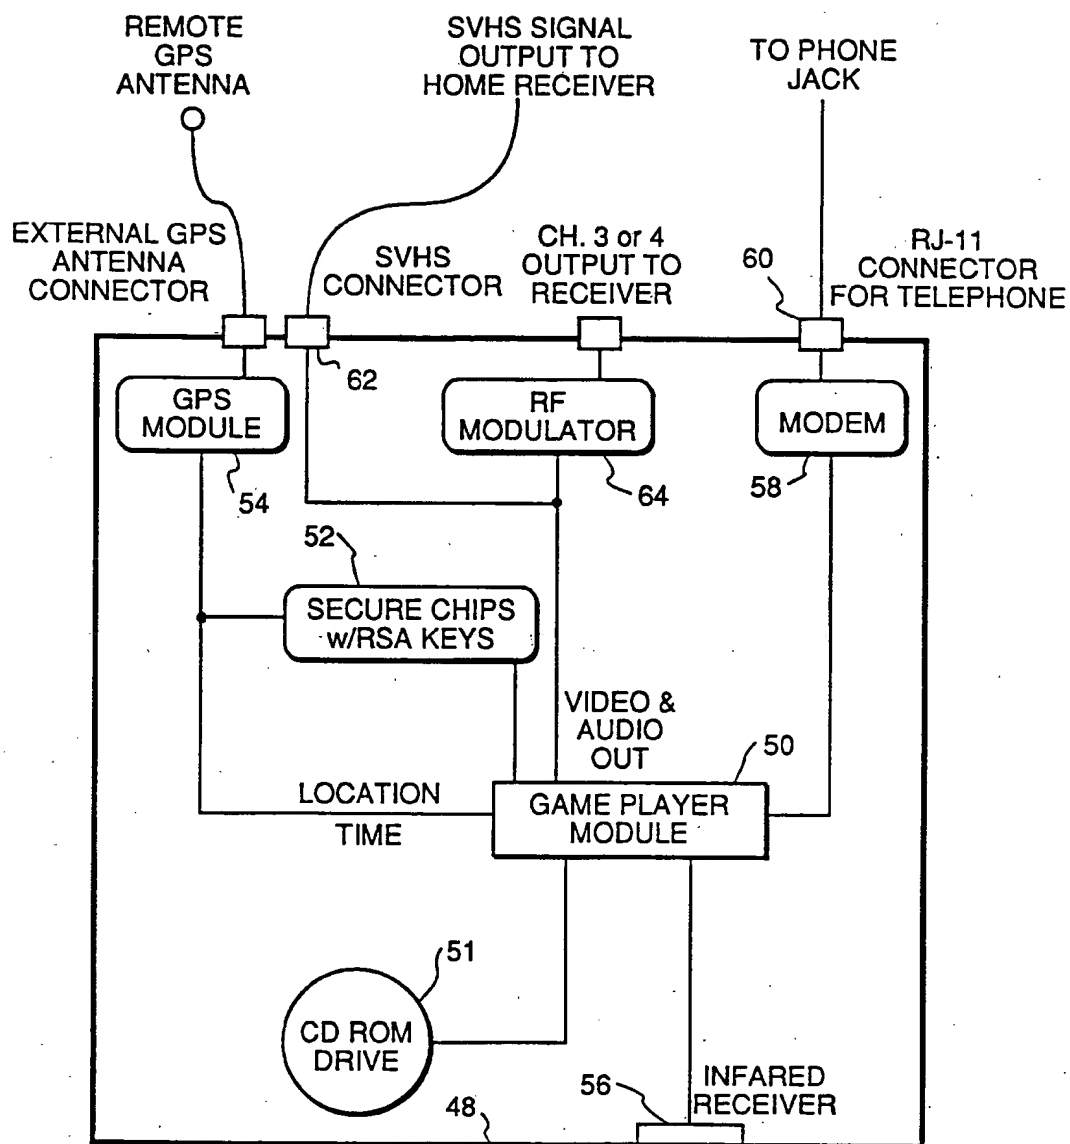 REMOTE
GPS
ANTENNA
SVHS SIGNAL
OUTPUT TO
HOME RECEIVER
TO PHONE
JACK
EXTERNAL GPS
ANTENNA
CONNECTOR
SVHS
CONNECTOR
CH. 3 or 4
OUTPUT TO
RECEIVER
60
RJ-11
CONNECTOR
FOR TELEPHONE
62
GPS
MODULE
RF
MODULATOR
MODEM
54
64
58
52
SECURE CHIPS
w/RSA KEYS
VIDEO &
AUDIO
OUT
50
LOCATION
TIME
GAME PLAYER
MODULE
51
CD ROM
DRIVE
56
INFARED
RECEIVER
48